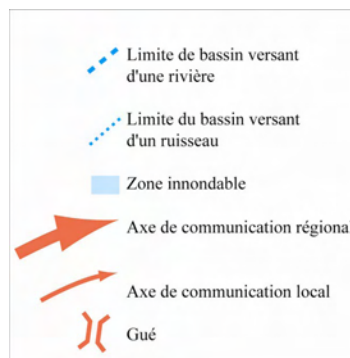 Limite de bassin versant
d'une rivière
Limite du bassin versant
d'un ruisseau
Zone innondable
Axe de communication régional
Axe de communication local
Gué